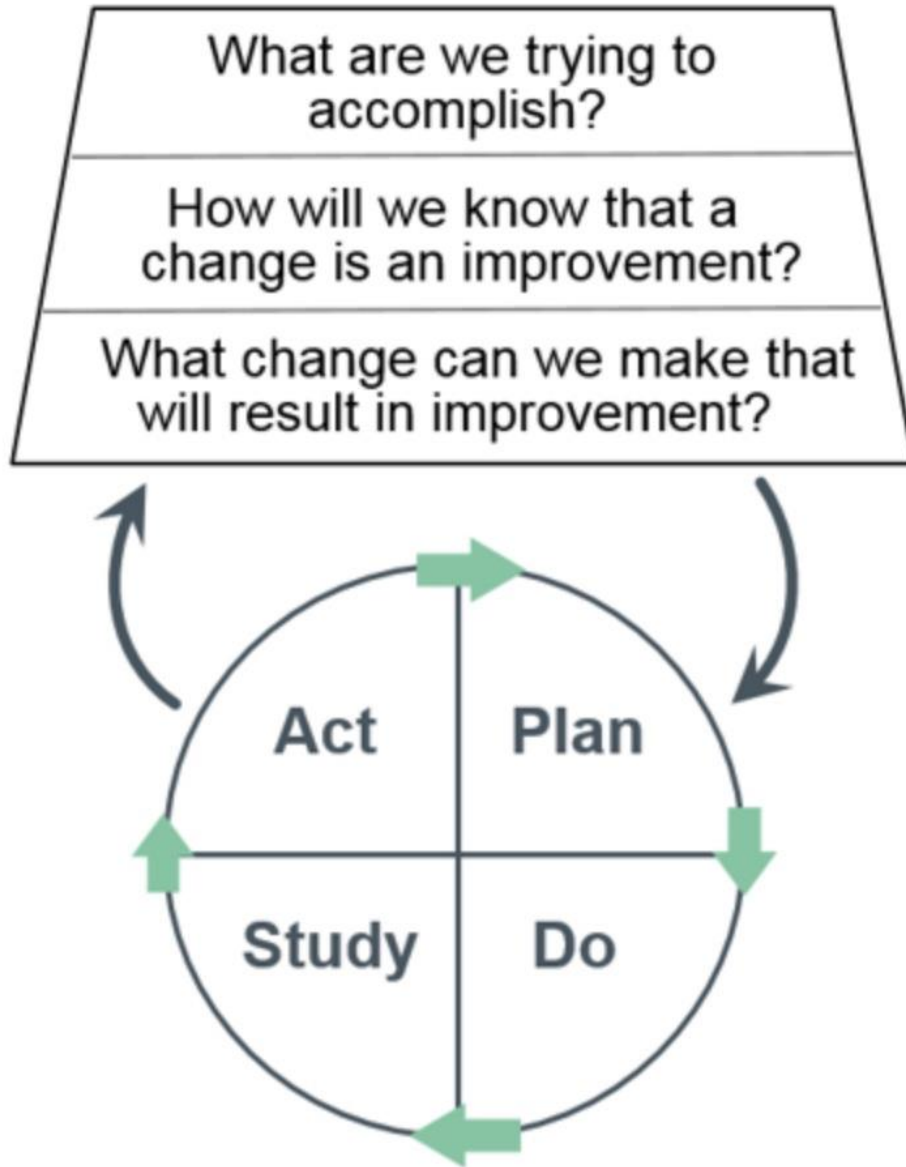 What are we trying to
accomplish?
How will we know that a
change is an improvement?
What change can we make that
will result in improvement?
Act
Plan
Study
Do